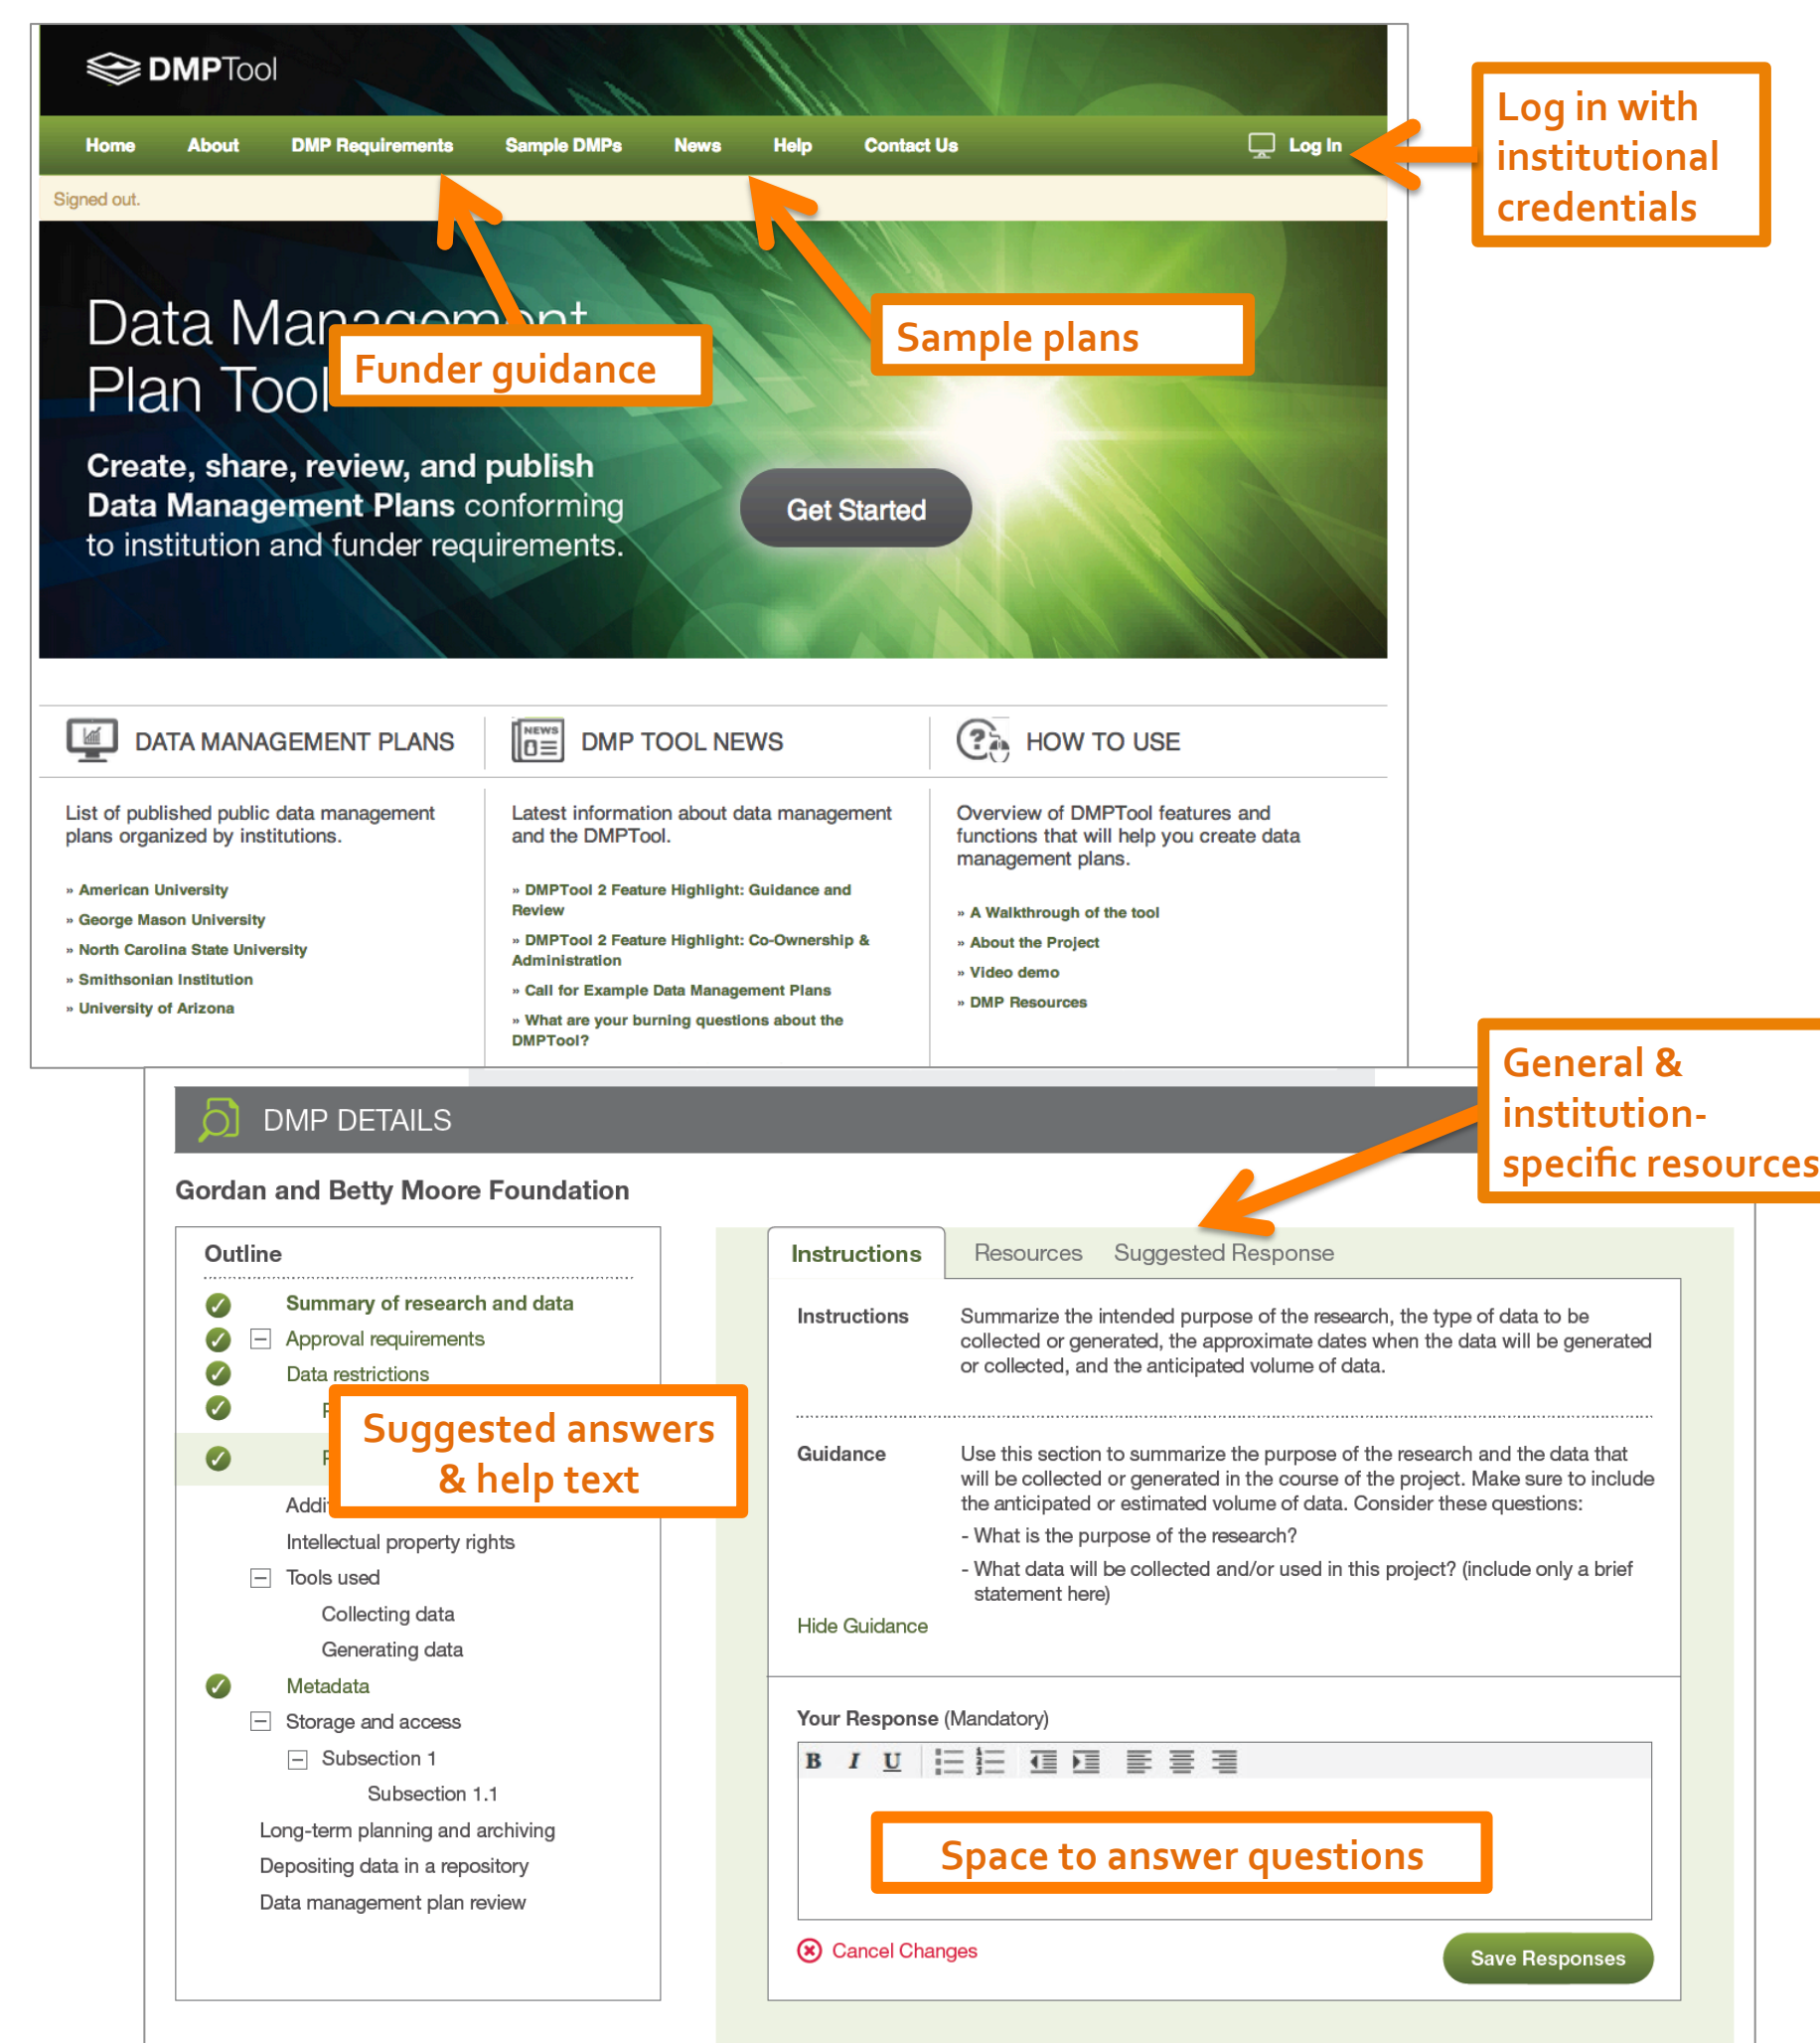 DMPTool
Home About DMP Requirements Sample DMPs News Help Contact Us Log In
Log in with
institutional
credentials
Signed out.
Data Management
Plan Tool
Funder guidance
Sample plans
Create, share, review, and publish
Data Management Plans conforming
to institution and funder requirements.
Get Started
DATA MANAGEMENT PLANS
List of published public data management
plans organized by institutions.
» American University
» George Mason University
» North Carolina State University
» Smithsonian Institution
» University of Arizona
NEWS
DMP TOOL NEWS
Latest information about data management
and the DMPTool.
» DMPTool 2 Feature Highlight: Guidance and
Review
» DMPTool 2 Feature Highlight: Co-Ownership &
Administration
» Call for Example Data Management Plans
» What are your burning questions about the
DMPTool?
HOW TO USE
Overview of DMPTool features and
functions that will help you create data
management plans.
» A Walkthrough of the tool
» About the Project
» Video demo
» DMP Resources
General &
institution-
specific resources
DMP DETAILS
Gordan and Betty Moore Foundation
Outline
Summary of research and data
Approval requirements
Data restrictions
Suggested answers
& help text
Intellectual property rights
Tools used
Collecting data
Generating data
Metadata
Storage and access
Subsection 1
Subsection 1.1
Long-term planning and archiving
Depositing data in a repository
Data management plan review
Instructions Resources Suggested Response
Instructions Summarize the intended purpose of the research, the type of data to be
collected or generated, the approximate dates when the data will be generated
or collected, and the anticipated volume of data.
Guidance Use this section to summarize the purpose of the research and the data that
will be collected or generated in the course of the project. Make sure to include
the anticipated or estimated volume of data. Consider these questions:
- What is the purpose of the research?
- What data will be collected and/or used in this project? (include only a brief
statement here)
Hide Guidance
Your Response (Mandatory)
B I U
Space to answer questions
Cancel Changes
Save Responses